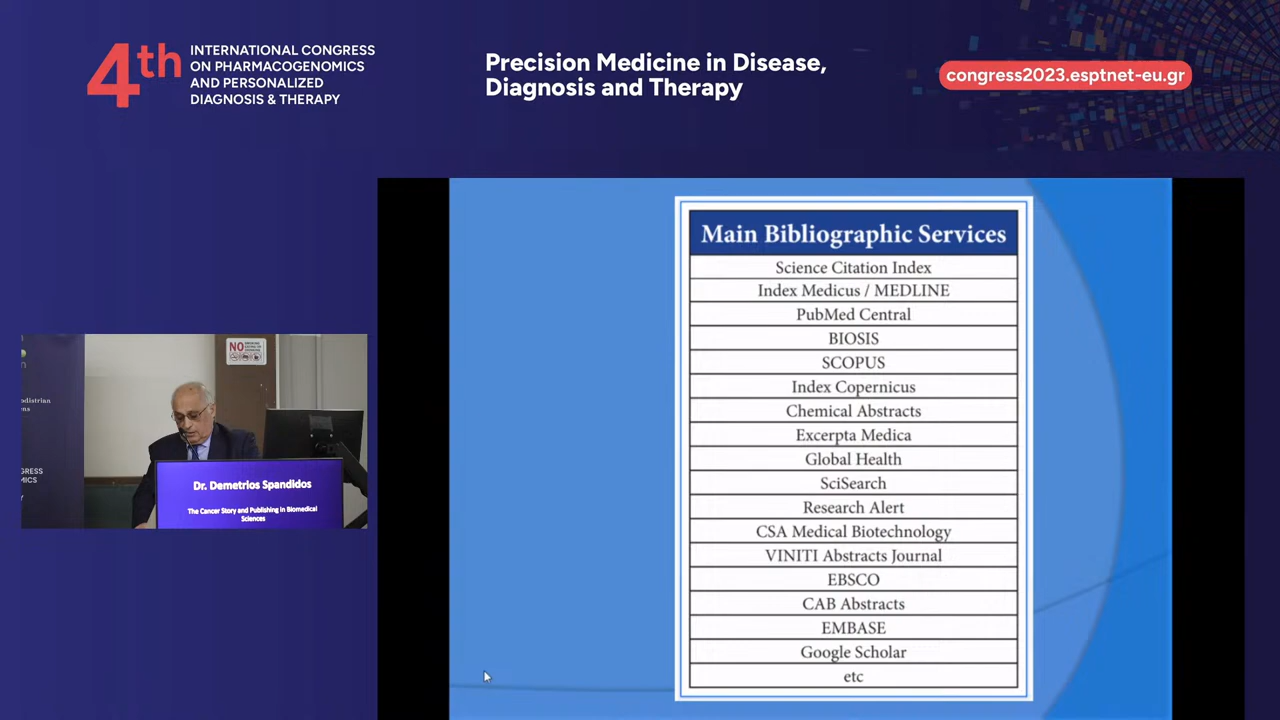 4th
INTERNATIONAL CONGRESS
ON PHARMACOGENOMICS
AND PERSONALIZED
DIAGNOSIS & THERAPY
Precision Medicine in Disease,
Diagnosis and Therapy
congress2023.esptnet-eu.gr
Main Bibliographic Services
Science Citation Index
Index Medicus / MEDLINE
PubMed Central
BIOSIS
SCOPUS
Index Copernicus
Chemical Abstracts
Excerpta Medica
Global Health
SciSearch
Research Alert
CSA Medical Biotechnology
VINITI Abstracts Journal
EBSCO
CAB Abstracts
EMBASE
Google Scholar
etc
NO
Dr. Demetrios Spandidos
The Cancer Story and Publishing in Biomedical
Sciences